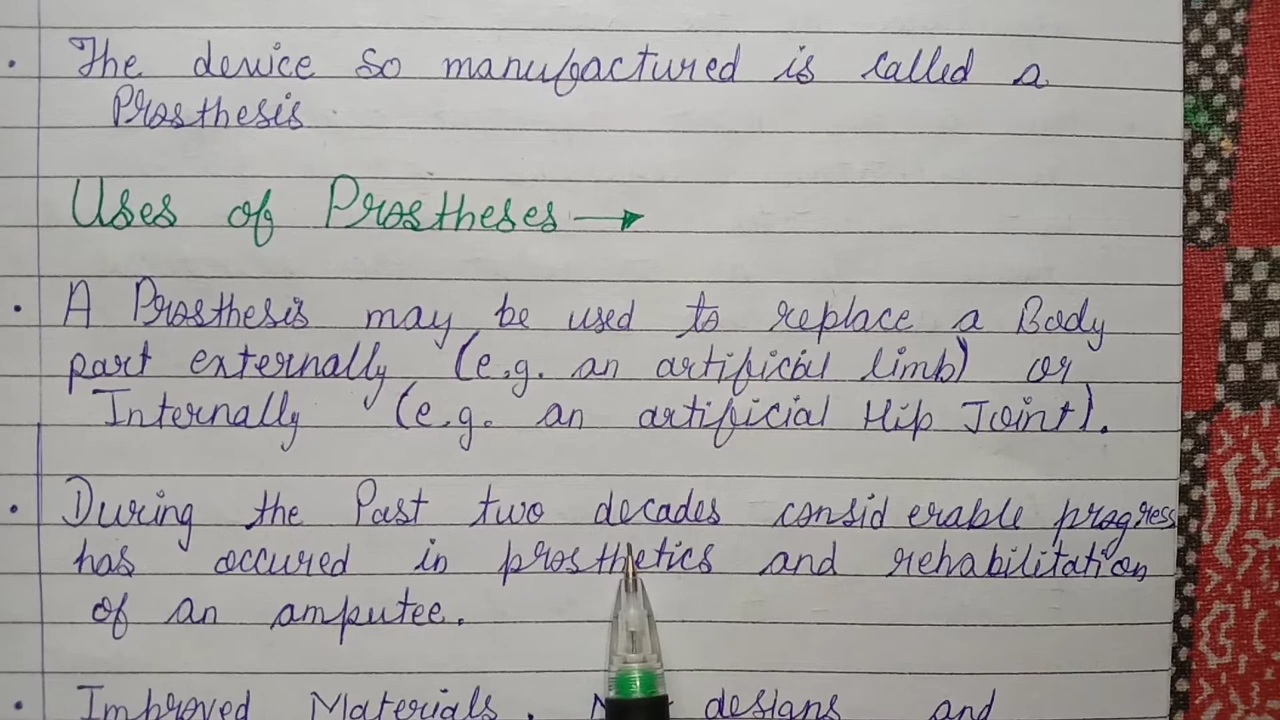 • The device so manufactured is called a
Prosthesis
Uses of Prostheses →
• A Prosthesis may be used to replace a Body
part externally (e.g. an artificial limb) or
Internally (e.g. an artificial Hip Joint).
• During the Past two decades considerable progress
has occured in prosthetics and rehabilitation
of an amputee.
• Improved Materials, designs and